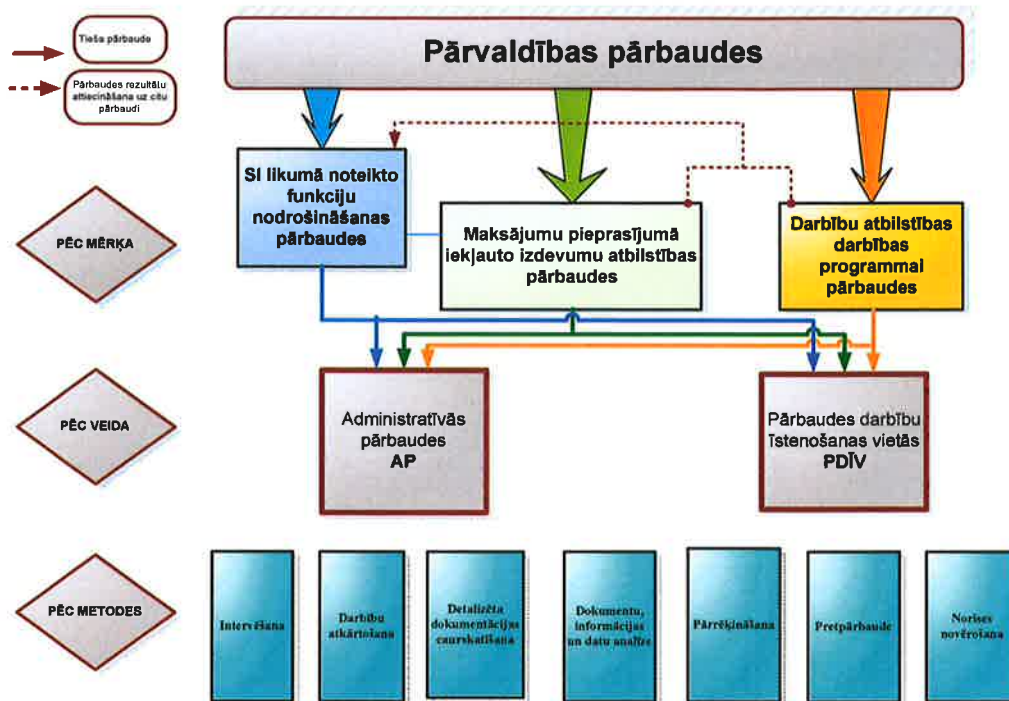 Tieša pārbaude
Pārbaudes rezultātu
attiecināšana uz citu
pārbaudi
Pārvaldības pārbaudes
PĒC MĒRĶA
SI likumā noteikto
funkciju
nodrošināšanas
pārbaudes
Maksājumu pieprasījumā
iekļauto izdevumu atbilstības
pārbaudes
Darbību atbilstības
darbības
programmai
pārbaudes
PĒC VEIDA
Administratīvās
pārbaudes
AP
Pārbaudes darbību
īstenošanas vietās
PDĪV
PĒC METODES
Intervēšana
Darbību
atkārtošana
Detalizēta
dokumentācijas
caurskatīšana
Dokumentu,
informācijas
un datu analīze
Pārrēķināšana
Pretpārbaude
Norises
novērošana